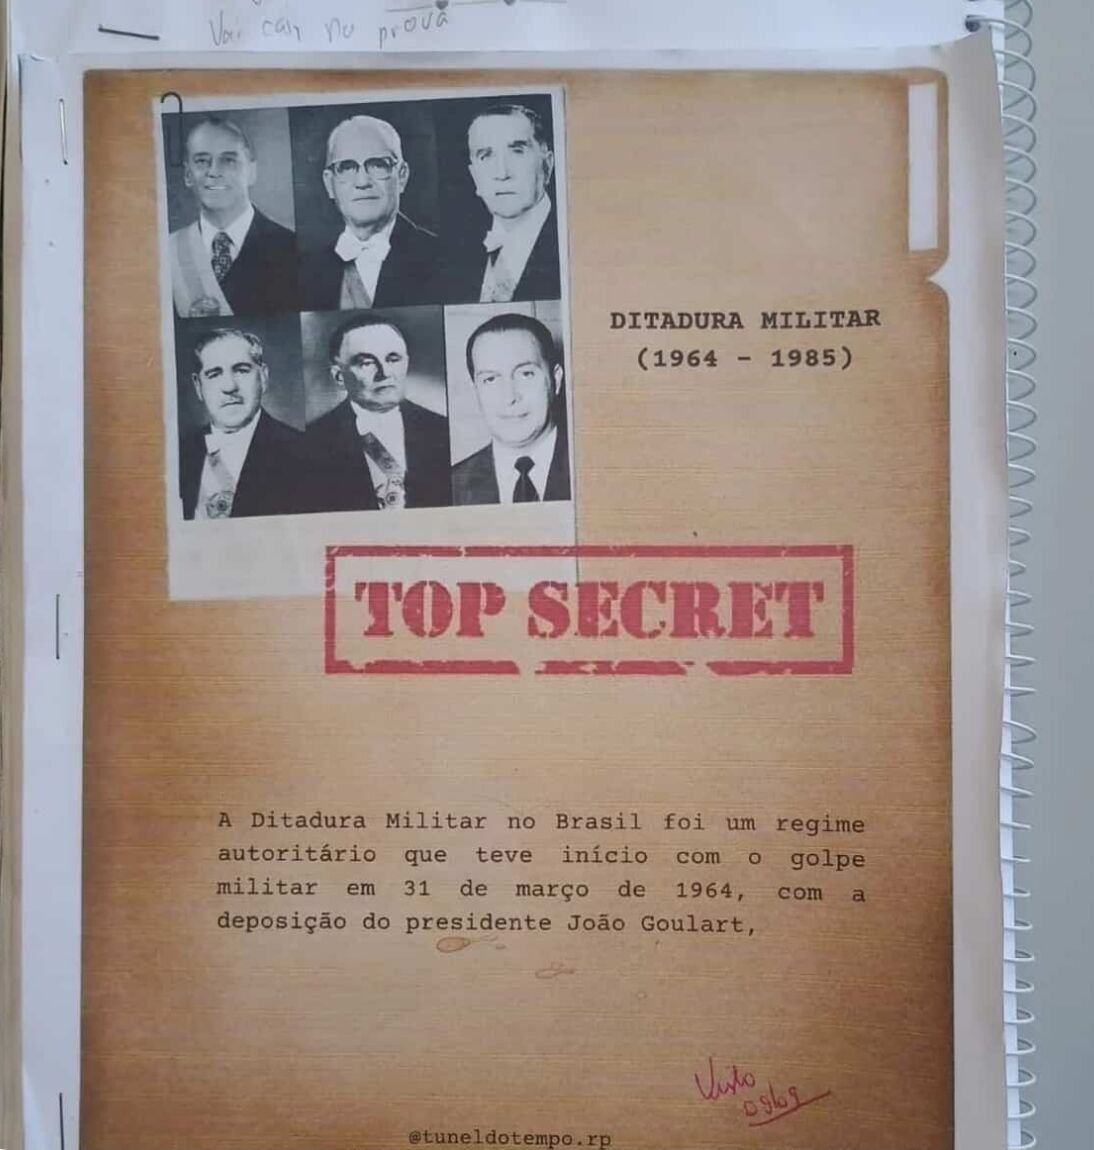 Vai cair na prova
DITADURA MILITAR
(1964 - 1985)
TOP SECRET
A Ditadura Militar no Brasil foi um regime
autoritário que teve início com o golpe
militar em 31 de março de 1964, com a
deposição do presidente João Goulart,
Visto
09/09
@tuneldotempo.rp